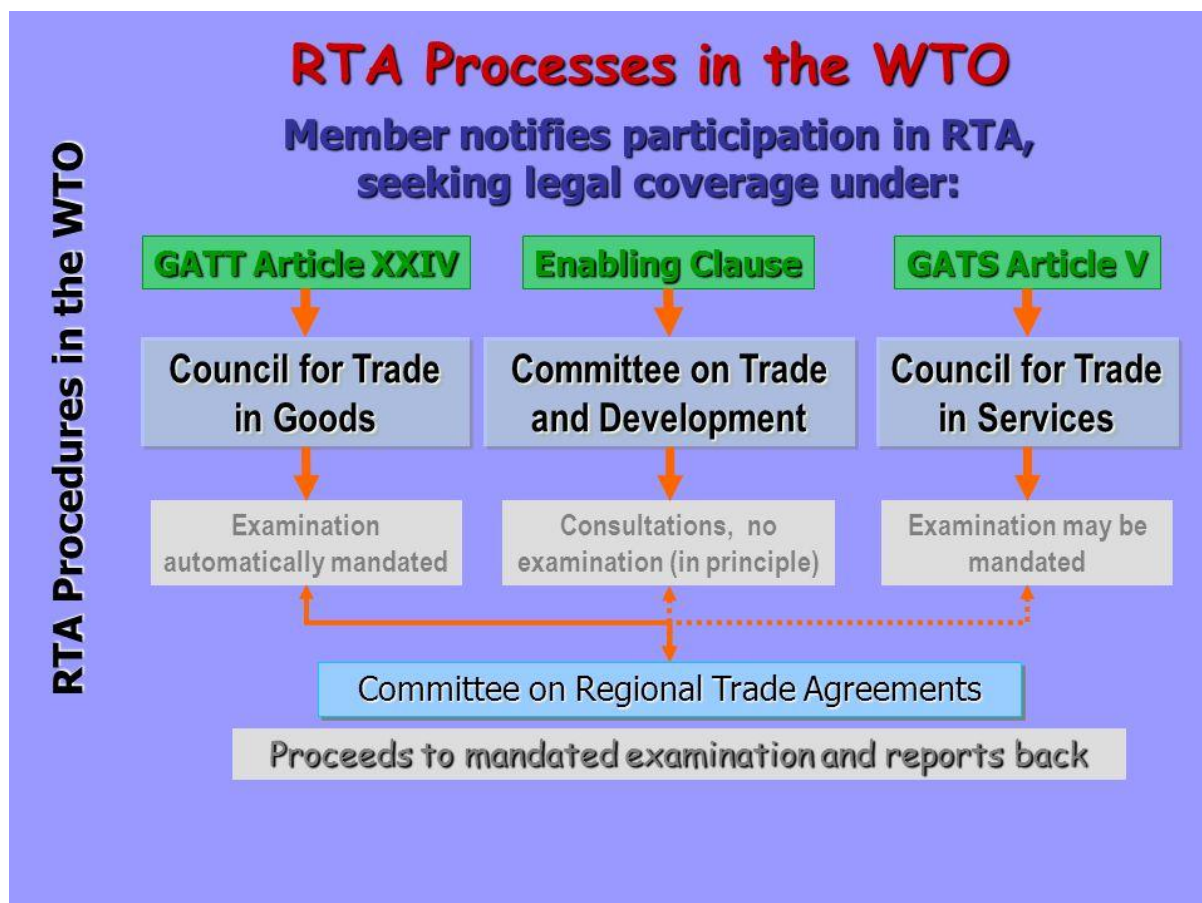 RTA Procedures in the WTO
RTA Processes in the WTO
Member notifies participation in RTA,
seeking legal coverage under:
GATT Article XXIV
Enabling Clause
GATS Article V
Council for Trade
in Goods
Committee on Trade
and Development
Council for Trade
in Services
Examination
automatically mandated
Consultations, no
examination (in principle)
Examination may be
mandated
Committee on Regional Trade Agreements
Proceeds to mandated examination and reports back